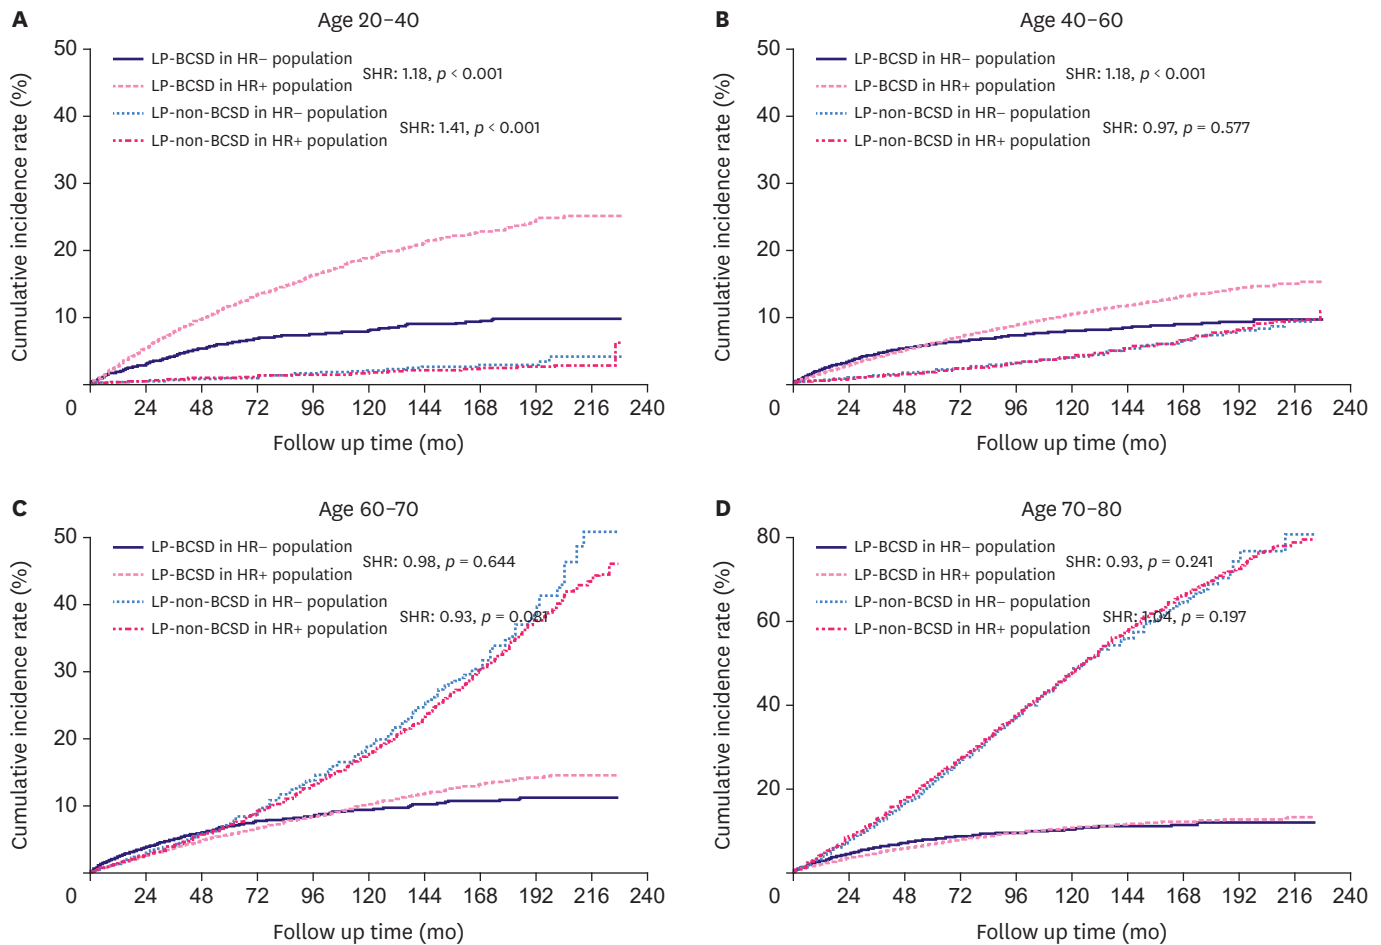 A
Age 20–40
50
40
30
20
10
LP-BCSD in HR− population
LP-BCSD in HR+ population
LP-non-BCSD in HR− population
LP-non-BCSD in HR+ population
SHR: 1.18, p < 0.001
SHR: 1.41, p < 0.001
Cumulative incidence rate (%)
0 24 48 72 96 120 144 168 192 216 240
Follow up time (mo)
B
Age 40–60
50
40
30
20
10
LP-BCSD in HR− population
LP-BCSD in HR+ population
LP-non-BCSD in HR− population
LP-non-BCSD in HR+ population
SHR: 1.18, p < 0.001
SHR: 0.97, p = 0.577
Cumulative incidence rate (%)
0 24 48 72 96 120 144 168 192 216 240
Follow up time (mo)
C
Age 60–70
50
40
30
20
10
LP-BCSD in HR− population
LP-BCSD in HR+ population
LP-non-BCSD in HR− population
LP-non-BCSD in HR+ population
SHR: 0.98, p = 0.644
SHR: 0.93, p = 0.081
Cumulative incidence rate (%)
0 24 48 72 96 120 144 168 192 216 240
Follow up time (mo)
D
Age 70–80
80
60
40
20
LP-BCSD in HR− population
LP-BCSD in HR+ population
LP-non-BCSD in HR− population
LP-non-BCSD in HR+ population
SHR: 0.93, p = 0.241
SHR: 1.04, p = 0.197
Cumulative incidence rate (%)
0 24 48 72 96 120 144 168 192 216 240
Follow up time (mo)